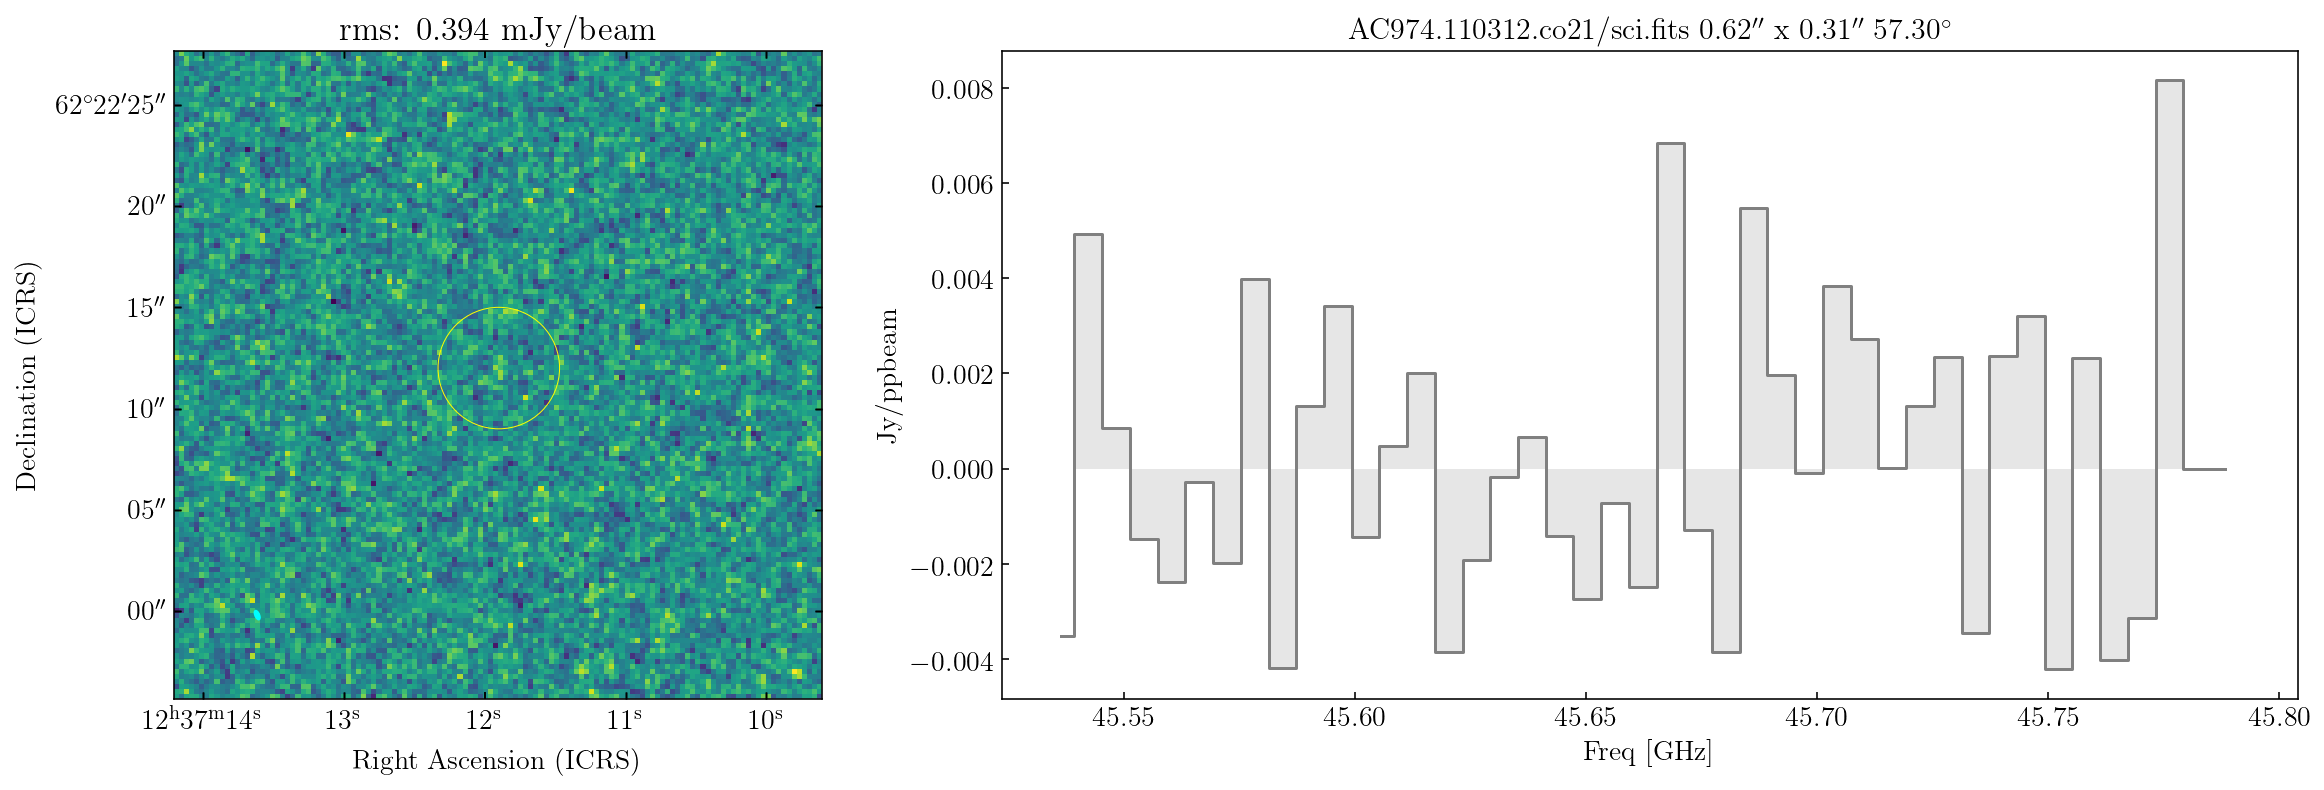 rms: 0.394 mJy/beam
62°22′25″
20″
15″
10″
05″
00″
Declination (ICRS)
12ʰ37ᵐ14ˢ 13ˢ 12ˢ 11ˢ 10ˢ
Right Ascension (ICRS)
AC974.110312.co21/sci.fits 0.62″ x 0.31″ 57.30°
0.008
0.006
0.004
0.002
0.000
−0.002
−0.004
Jy/ppbeam
45.55 45.60 45.65 45.70 45.75 45.80
Freq [GHz]